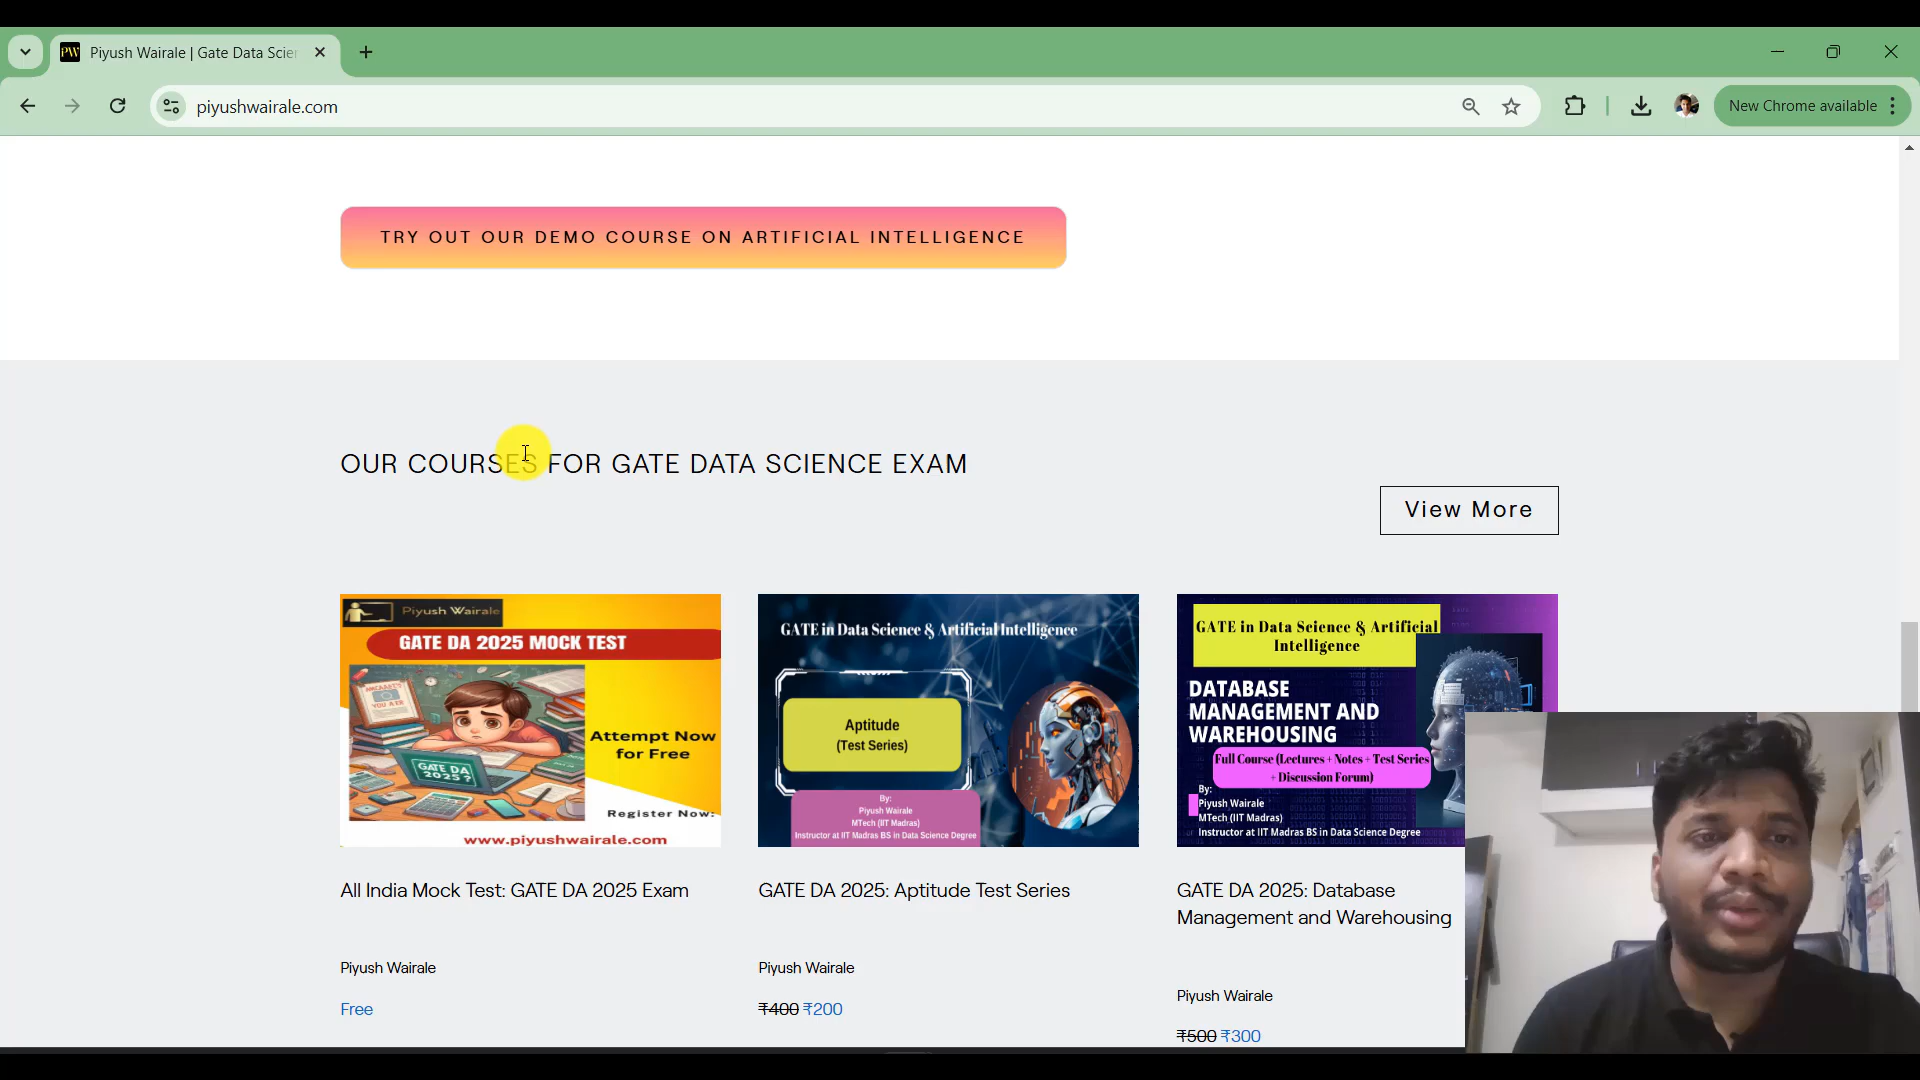 PW
Piyush Wairale | Gate Data Scie
piyushwairale.com
New Chrome available
TRY OUT OUR DEMO COURSE ON ARTIFICIAL INTELLIGENCE
OUR COURSES FOR GATE DATA SCIENCE EXAM
View More
Piyush Wairale
GATE DA 2025 MOCK TEST
GATE DA
2025?
Attempt Now
for Free
Register Now:
www.piyushwairale.com
All India Mock Test: GATE DA 2025 Exam
Piyush Wairale
Free
GATE in Data Science & Artificial Intelligence
Aptitude
(Test Series)
By:
Piyush Wairale
MTech (IIT Madras)
Instructor at IIT Madras BS in Data Science Degree
GATE DA 2025: Aptitude Test Series
Piyush Wairale
₹400 ₹200
GATE in Data Science & Artificial
Intelligence
DATABASE
MANAGEMENT AND
WAREHOUSING
Full Course (Lectures + Notes + Test Series
+ Discussion Forum)
By:
Piyush Wairale
MTech (IIT Madras)
Instructor at IIT Madras BS in Data Science Degree
GATE DA 2025: Database
Management and Warehousing
Piyush Wairale
₹500 ₹300